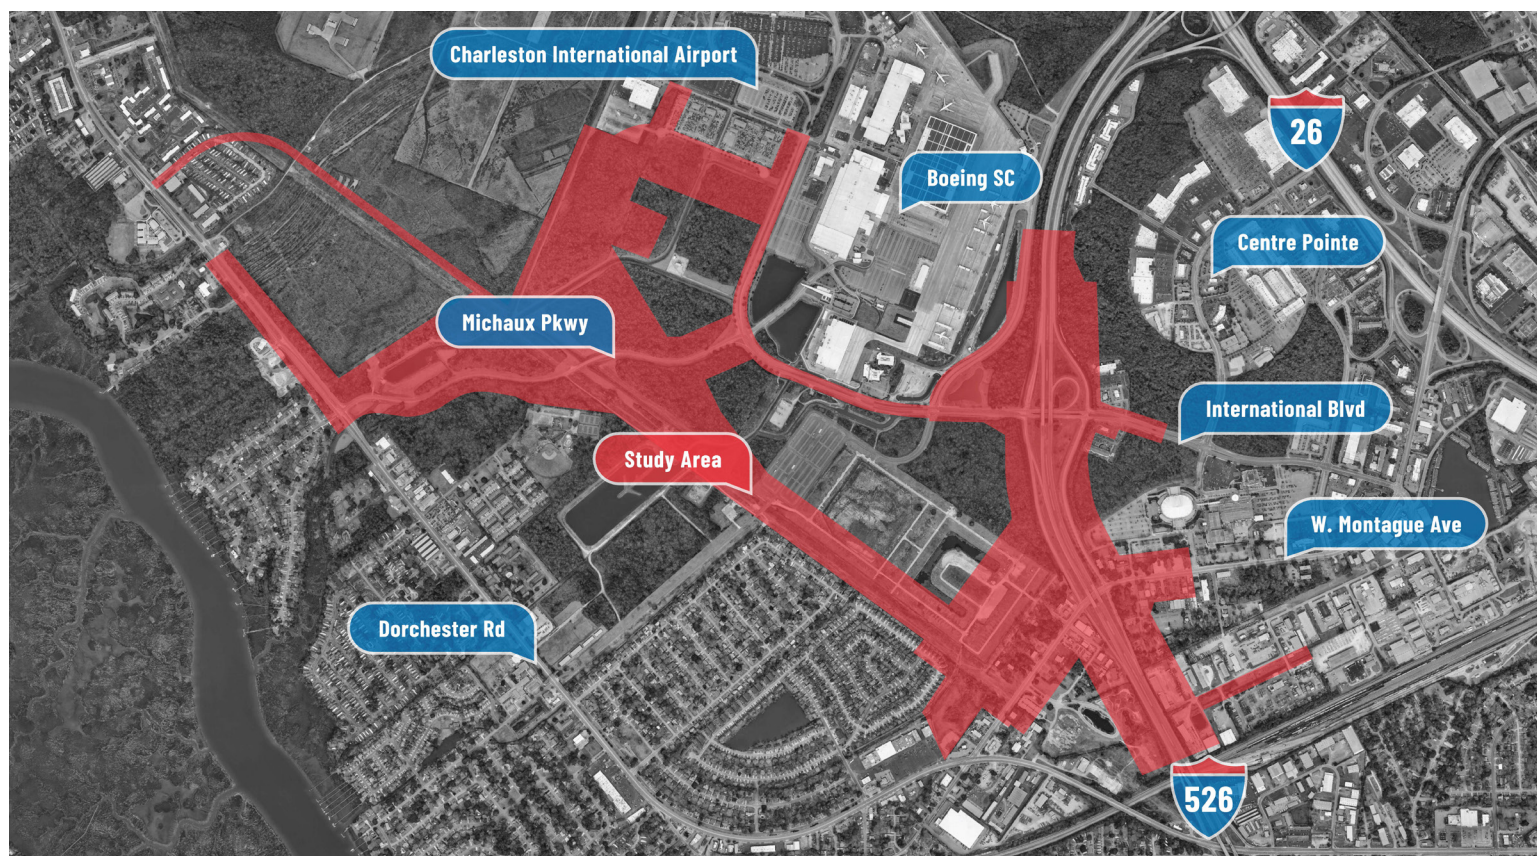 Charleston International Airport
26
Boeing SC
Centre Pointe
Michaux Pkwy
International Blvd
Study Area
W. Montague Ave
Dorchester Rd
526